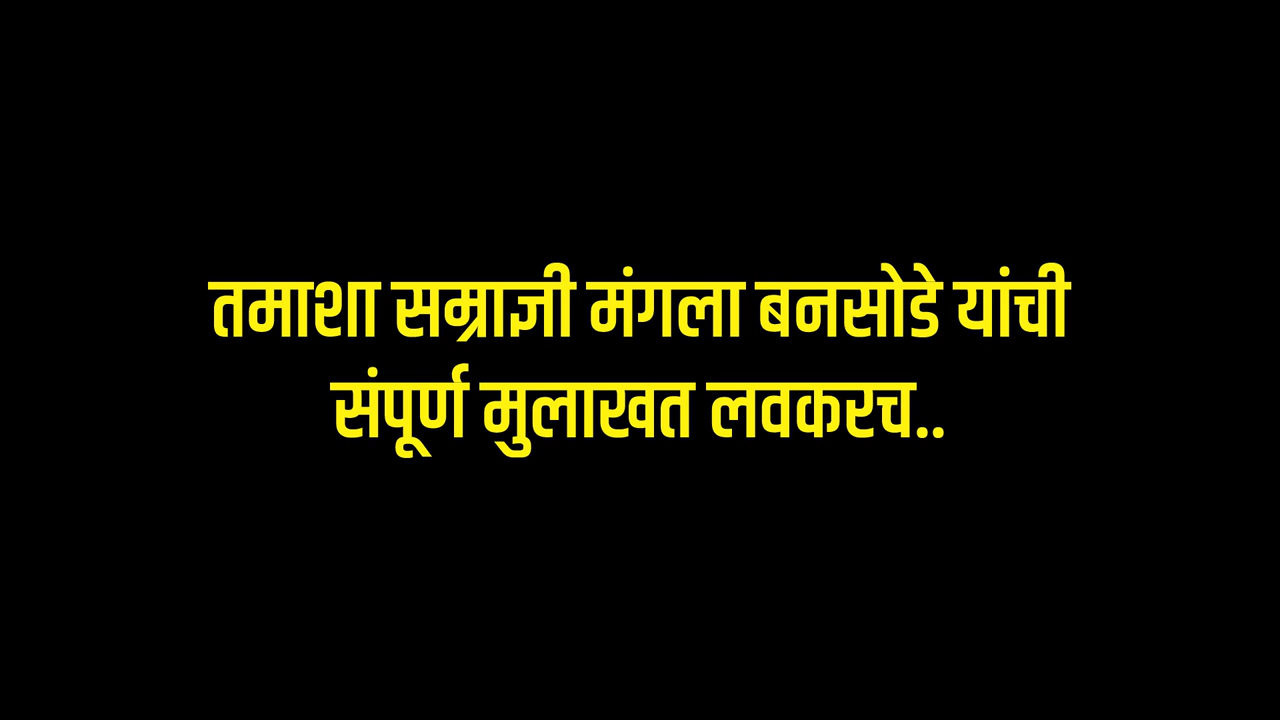 तमाशा सम्राज्ञी मंगला बनसोडे यांची
संपूर्ण मुलाखत लवकरच..